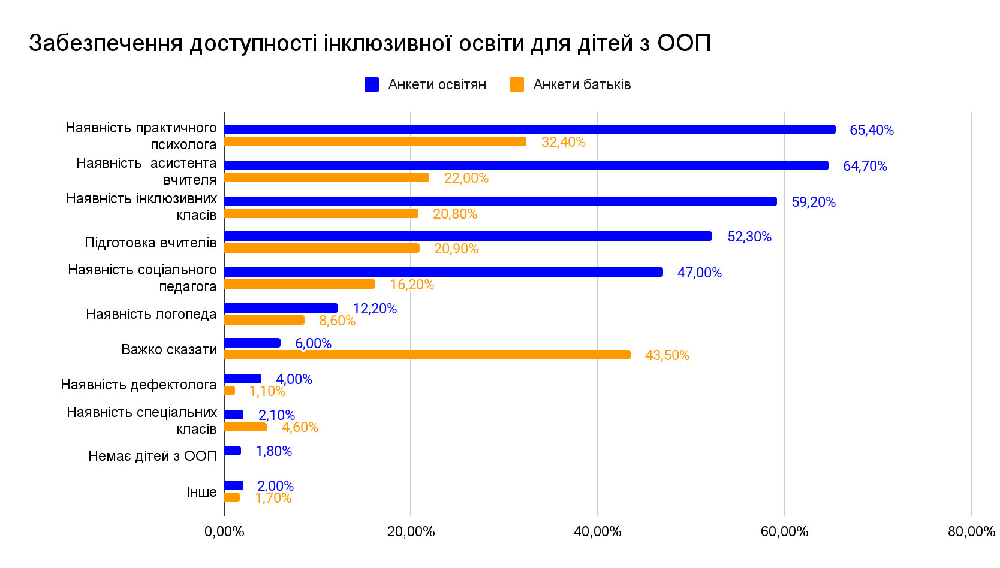 Забезпечення доступності інклюзивної освіти для дітей з ООП
Анкети освітян
Анкети батьків
Наявність практичного
психолога
65,40%
32,40%
Наявність асистента
вчителя
64,70%
22,00%
Наявність інклюзивних
класів
59,20%
20,80%
Підготовка вчителів
52,30%
20,90%
Наявність соціального
педагога
47,00%
16,20%
Наявність логопеда
12,20%
8,60%
Важко сказати
6,00%
43,50%
Наявність дефектолога
4,00%
1,10%
Наявність спеціальних
класів
2,10%
4,60%
Немає дітей з ООП
1,80%
Інше
2.00%
1,70%
0,00%
20,00%
40,00%
60,00%
80,00%